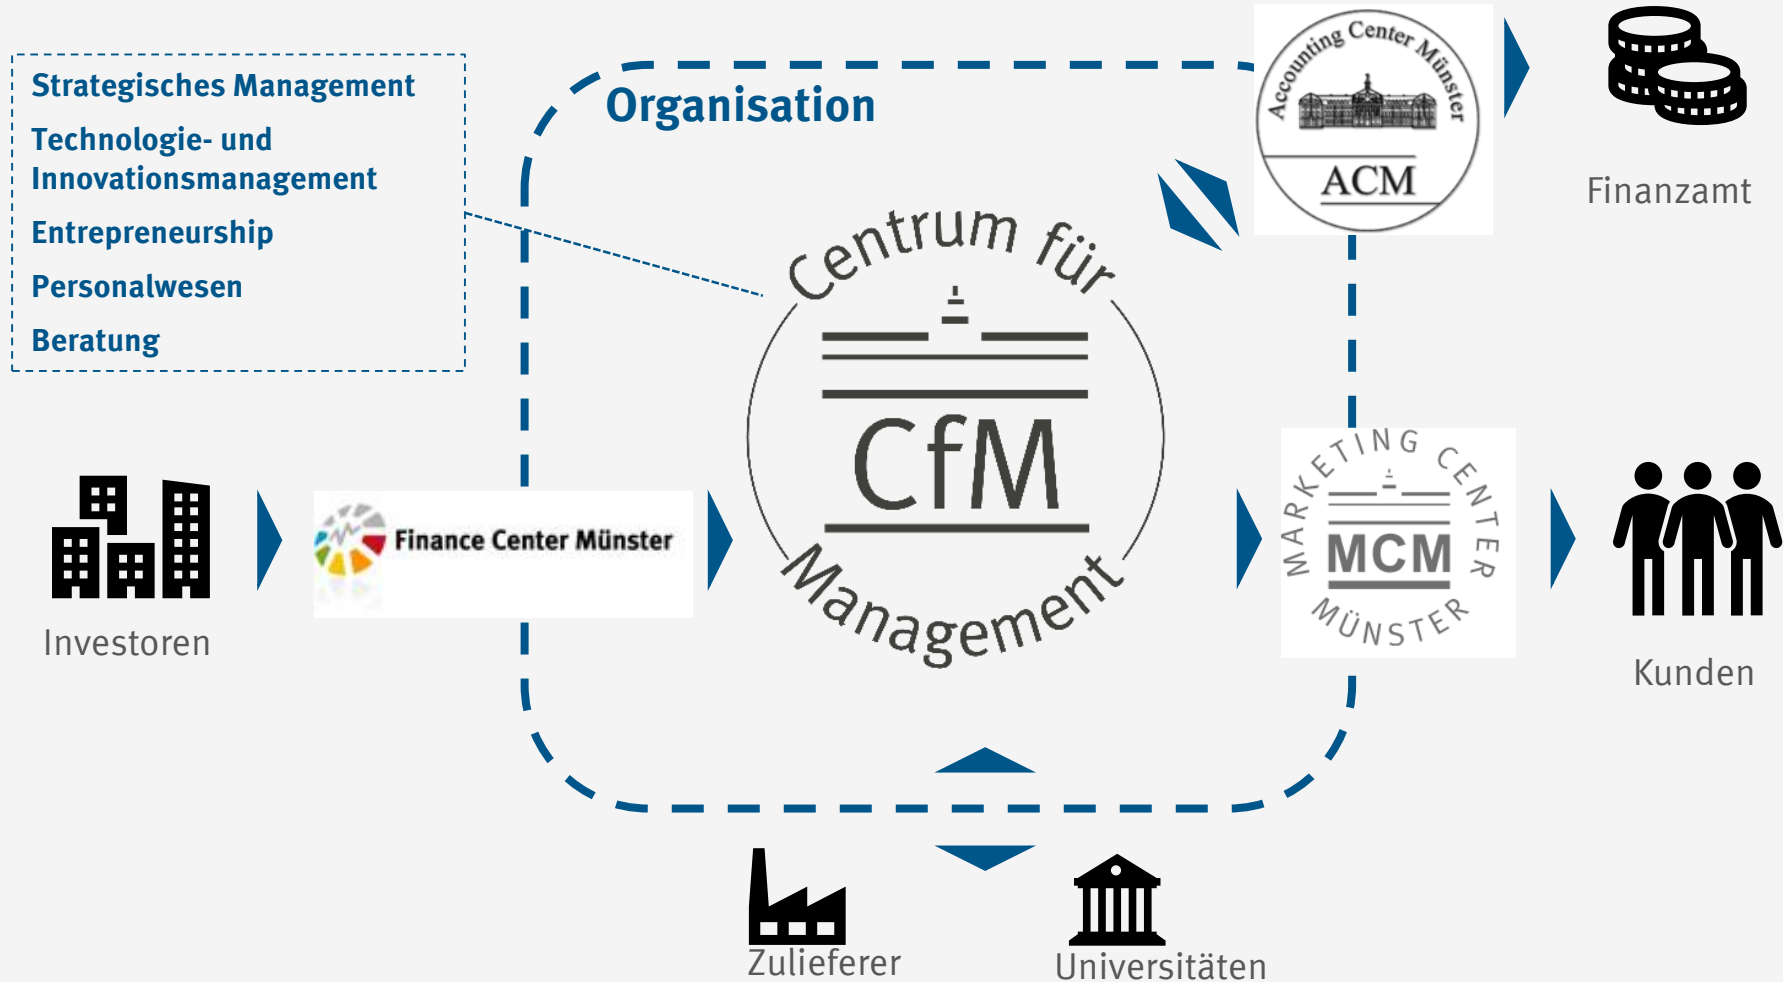 Strategisches Management
Technologie- und
Innovationsmanagement
Entrepreneurship
Personalwesen
Beratung
Organisation
Accounting Center Münster
ACM
Finanzamt
Centrum für
CfM
Management
Investoren
Finance Center Münster
MARKETING CENTER
MCM
MÜNSTER
Kunden
Zulieferer
Universitäten